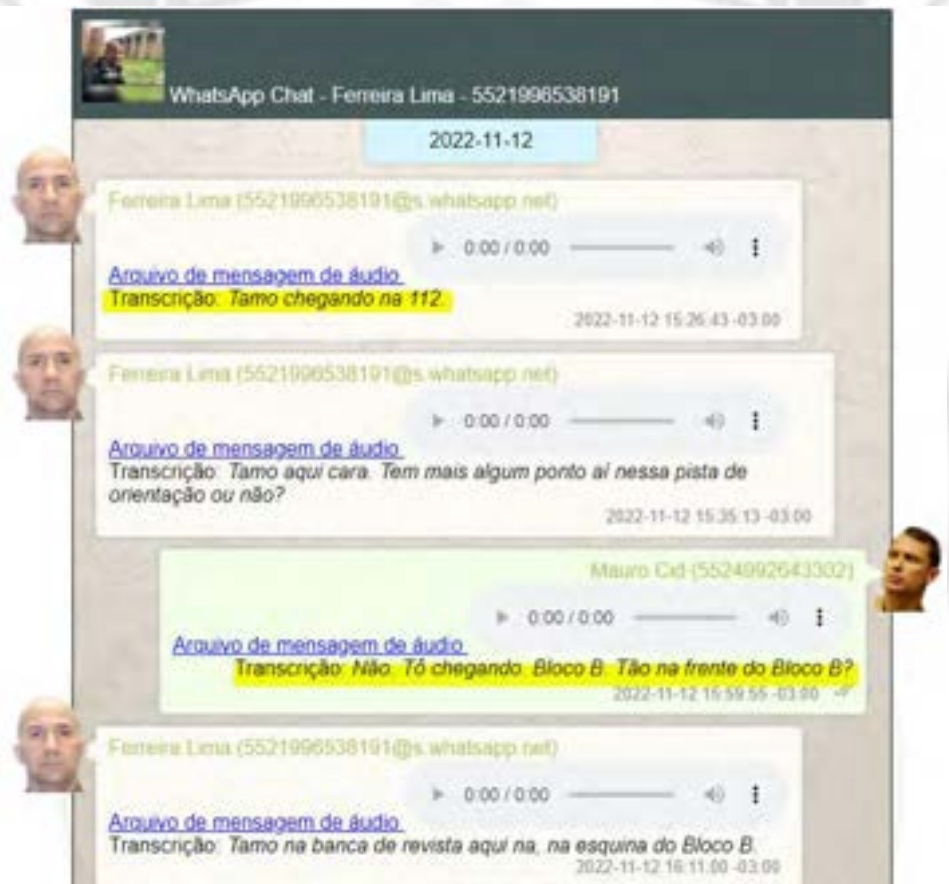 WhatsApp Chat - Ferreira Lima - 5521996538191
2022-11-12
Ferreira Lima (5521996538191@s.whatsapp.net)
0:00 / 0:00
Arquivo de mensagem de áudio
Transcrição: Tamo chegando na 112.
2022-11-12 15:26:43 -03:00
Ferreira Lima (5521996538191@s.whatsapp.net)
0:00 / 0:00
Arquivo de mensagem de áudio
Transcrição: Tamo aqui cara. Tem mais algum ponto aí nessa pista de
orientação ou não?
2022-11-12 15:35:13 -03:00
Mauro Cid (5524992643302)
0:00 / 0:00
Arquivo de mensagem de áudio
Transcrição: Não. Tô chegando. Bloco B. Tão na frente do Bloco B?
2022-11-12 15:59:55 -03:00
Ferreira Lima (5521996538191@s.whatsapp.net)
0:00 / 0:00
Arquivo de mensagem de áudio
Transcrição: Tamo na banca de revista aqui na, na esquina do Bloco B.
2022-11-12 16:11:00 -03:00